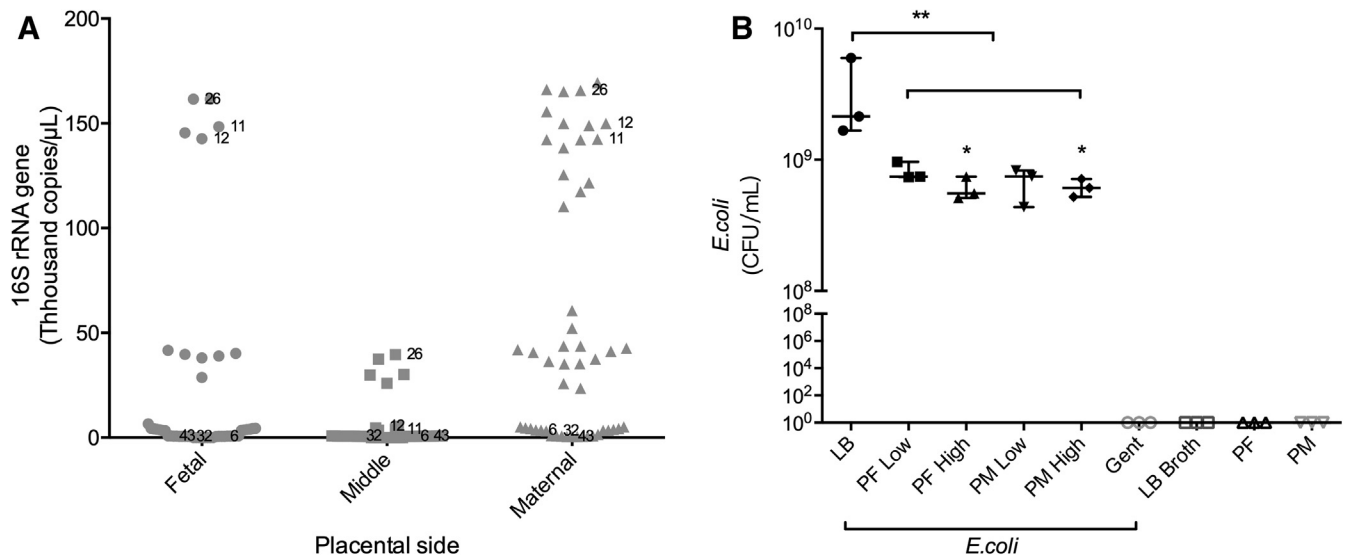 A
200
150
100
50
0
16S rRNA gene
(Thhousand copies/µL)
26
11
12
43 32 6
26
12 11
32 6 43
26
12
11
6 32
43
Fetal
Middle
Maternal
Placental side
B
10^10
10^9
10^8
10^8
10^6
10^4
10^2
10^0
E.coli
(CFU/mL)
**
*
*
LB
PF Low
PF High
PM Low
PM High
Gent
LB Broth
PF
PM
E.coli